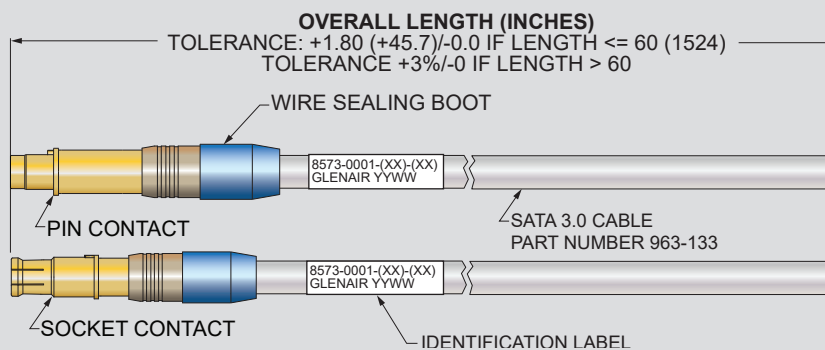 OVERALL LENGTH (INCHES)
TOLERANCE: +1.80 (+45.7)/-0.0 IF LENGTH <= 60 (1524)
TOLERANCE +3%/-0 IF LENGTH > 60
WIRE SEALING BOOT
8573-0001-(XX)-(XX)
GLENAIR YYWW
PIN CONTACT
SATA 3.0 CABLE
PART NUMBER 963-133
8573-0001-(XX)-(XX)
GLENAIR YYWW
SOCKET CONTACT
IDENTIFICATION LABEL